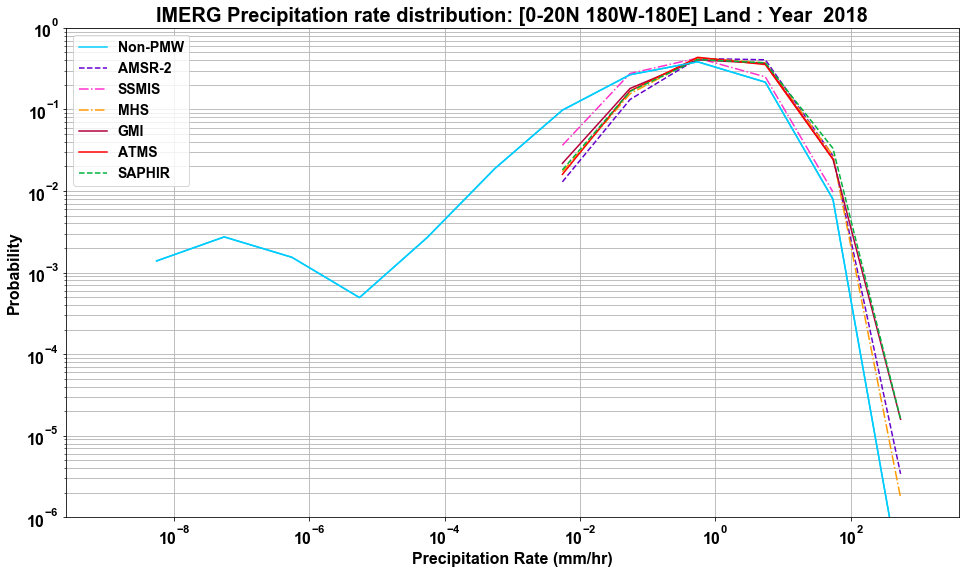 IMERG Precipitation rate distribution: [0-20N 180W-180E] Land : Year  2018
Non-PMW
AMSR-2
SSMIS
MHS
GMI
ATMS
SAPHIR
Probability
10^0
10^−1
10^−2
10^−3
10^−4
10^−5
10^−6
10^−8 10^−6 10^−4 10^−2 10^0 10^2
Precipitation Rate (mm/hr)